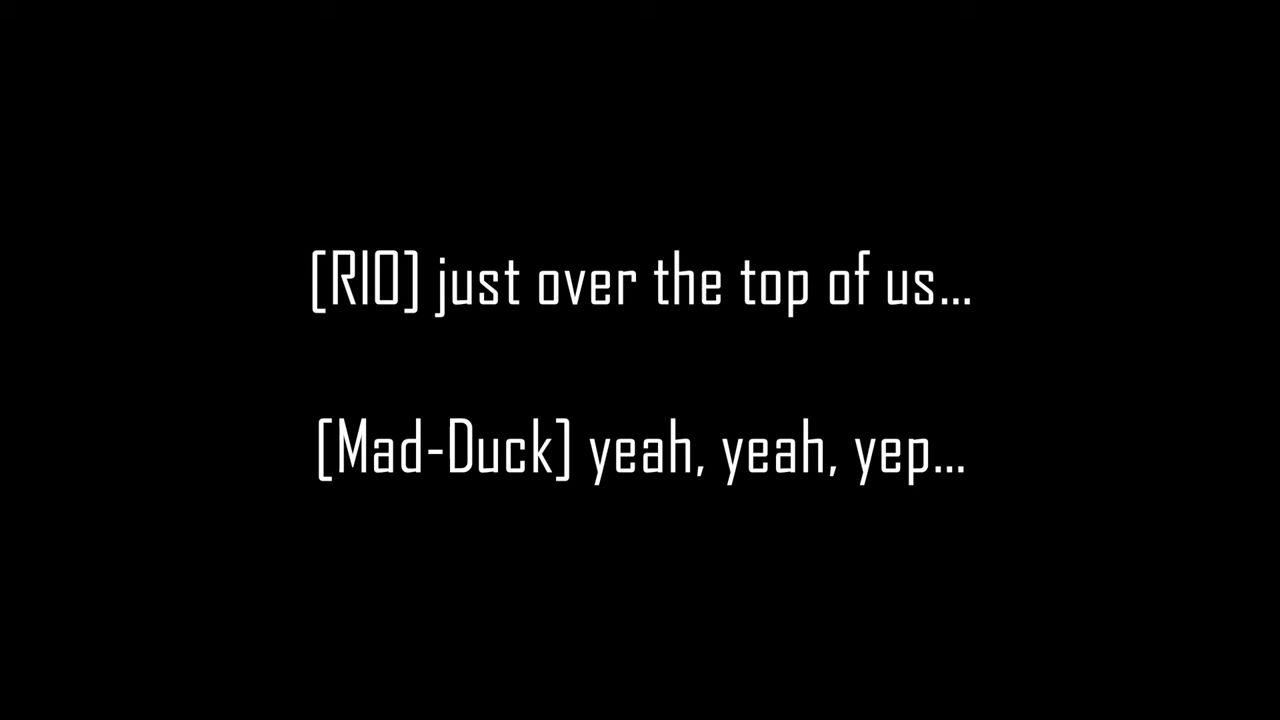 [RIO] just over the top of us...
[Mad-Duck] yeah, yeah, yep...